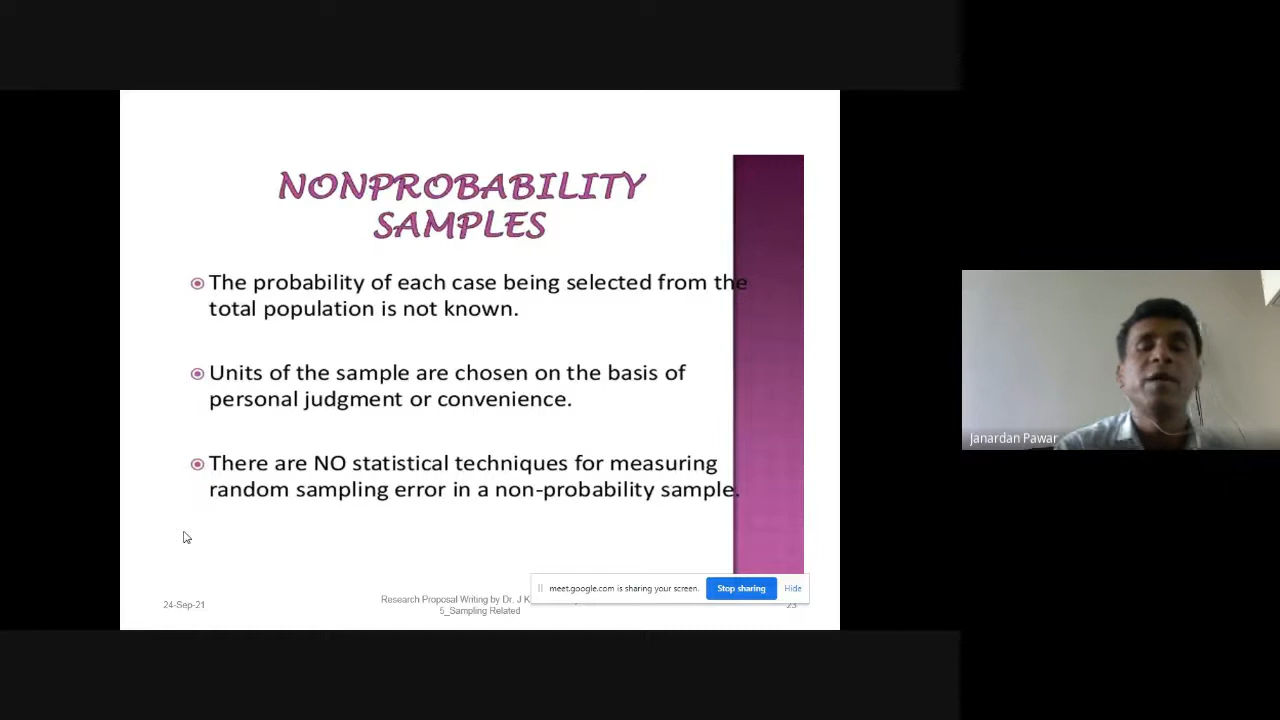 NONPROBABILITY
SAMPLES
The probability of each case being selected from the
total population is not known.
Units of the sample are chosen on the basis of
personal judgment or convenience.
There are NO statistical techniques for measuring
random sampling error in a non-probability sample.
meet.google.com is sharing your screen.
Stop sharing
Hide
24-Sep-21
Research Proposal Writing by Dr. J K
5_Sampling Related
23
Janardan Pawar